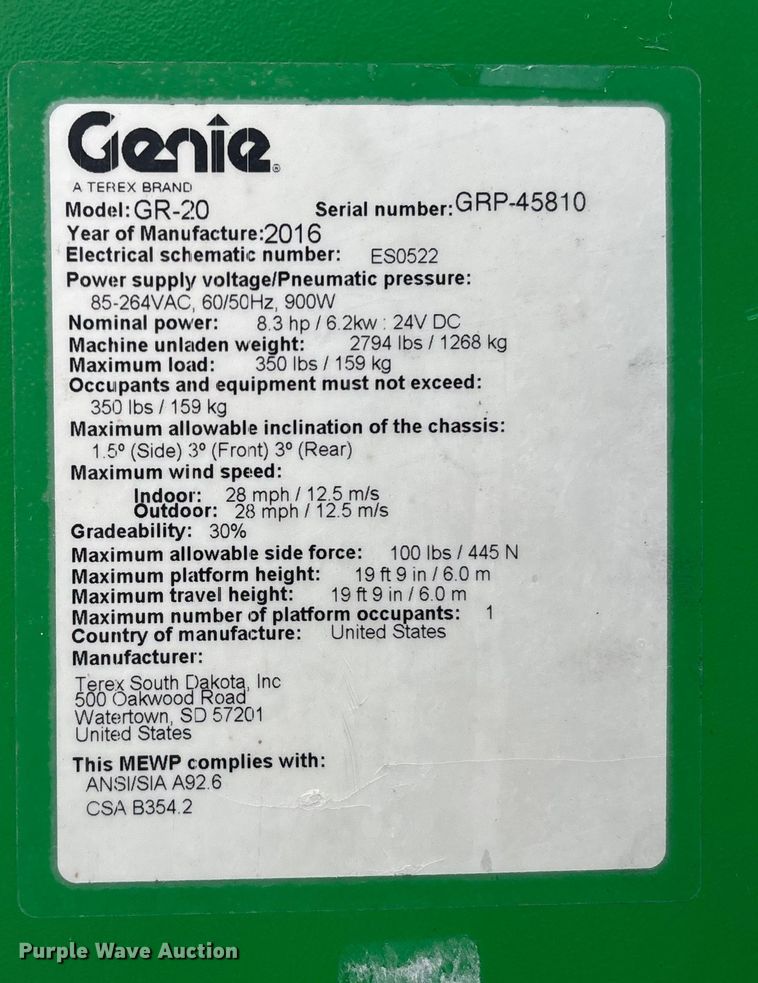 Genie®
A TEREX BRAND
Model: GR-20 Serial number: GRP-45810
Year of Manufacture: 2016
Electrical schematic number: ES0522
Power supply voltage/Pneumatic pressure:
85-264VAC, 60/50Hz, 900W
Nominal power: 8.3 hp / 6.2kw : 24V DC
Machine unladen weight: 2794 lbs / 1268 kg
Maximum load: 350 lbs / 159 kg
Occupants and equipment must not exceed:
350 lbs / 159 kg
Maximum allowable inclination of the chassis:
1.5º (Side) 3º (Front) 3º (Rear)
Maximum wind speed:
Indoor: 28 mph / 12.5 m/s
Outdoor: 28 mph / 12.5 m/s
Gradeability: 30%
Maximum allowable side force: 100 lbs / 445 N
Maximum platform height: 19 ft 9 in / 6.0 m
Maximum travel height: 19 ft 9 in / 6.0 m
Maximum number of platform occupants: 1
Country of manufacture: United States
Manufacturer:
Terex South Dakota, Inc
500 Oakwood Road
Watertown, SD 57201
United States
This MEWP complies with:
ANSI/SIA A92.6
CSA B354.2
Purple Wave Auction